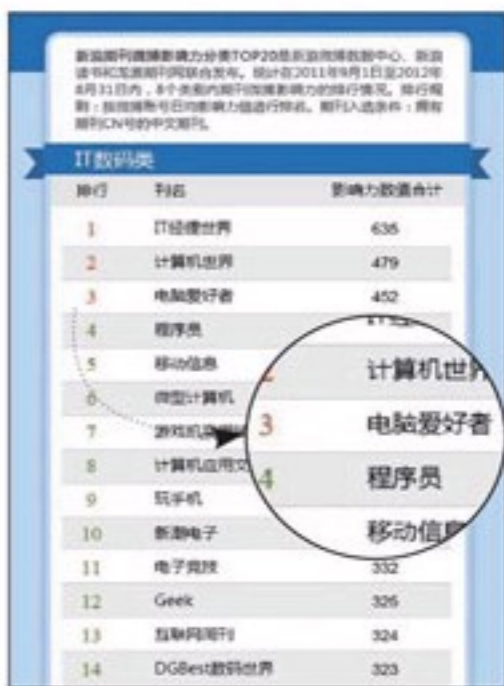 新浪期刊微博影响力分类TOP20是新浪微博数据中心、新浪
读书和龙源期刊网联合发布。统计在2011年9月1日至2012年
8月31日内，8个类别内期刊微博影响力的排行情况。排行规
则：按微博账号日均影响力值进行排名。期刊入选条件：拥有
期刊CN号的中文期刊。
IT数码类
排行 刊名 影响力数值合计
1 IT经理世界 635
2 计算机世界 479
3 电脑爱好者 452
4 程序员
5 移动信息
6 微型计算机
7 游戏机
8 计算机应用文
9 玩手机
10 新潮电子
11 电子竞技 332
12 Geek 326
13 互联网周刊 324
14 DGBest数码世界 323
计算机世界
3 电脑爱好者
4 程序员
移动信息